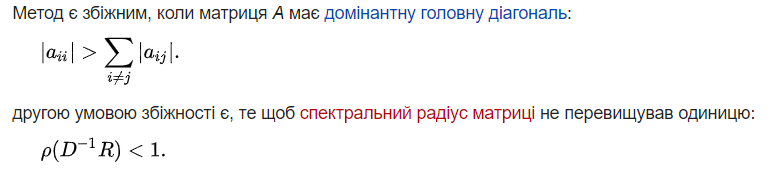 Метод є збіжним, коли матриця A має домінантну головну діагональ:
|a_{ii}| > \sum_{i \neq j} |a_{ij}|.
другою умовою збіжності є, те щоб спектральний радіус матриці не перевищував одиницю:
\rho(D^{-1}R) < 1.